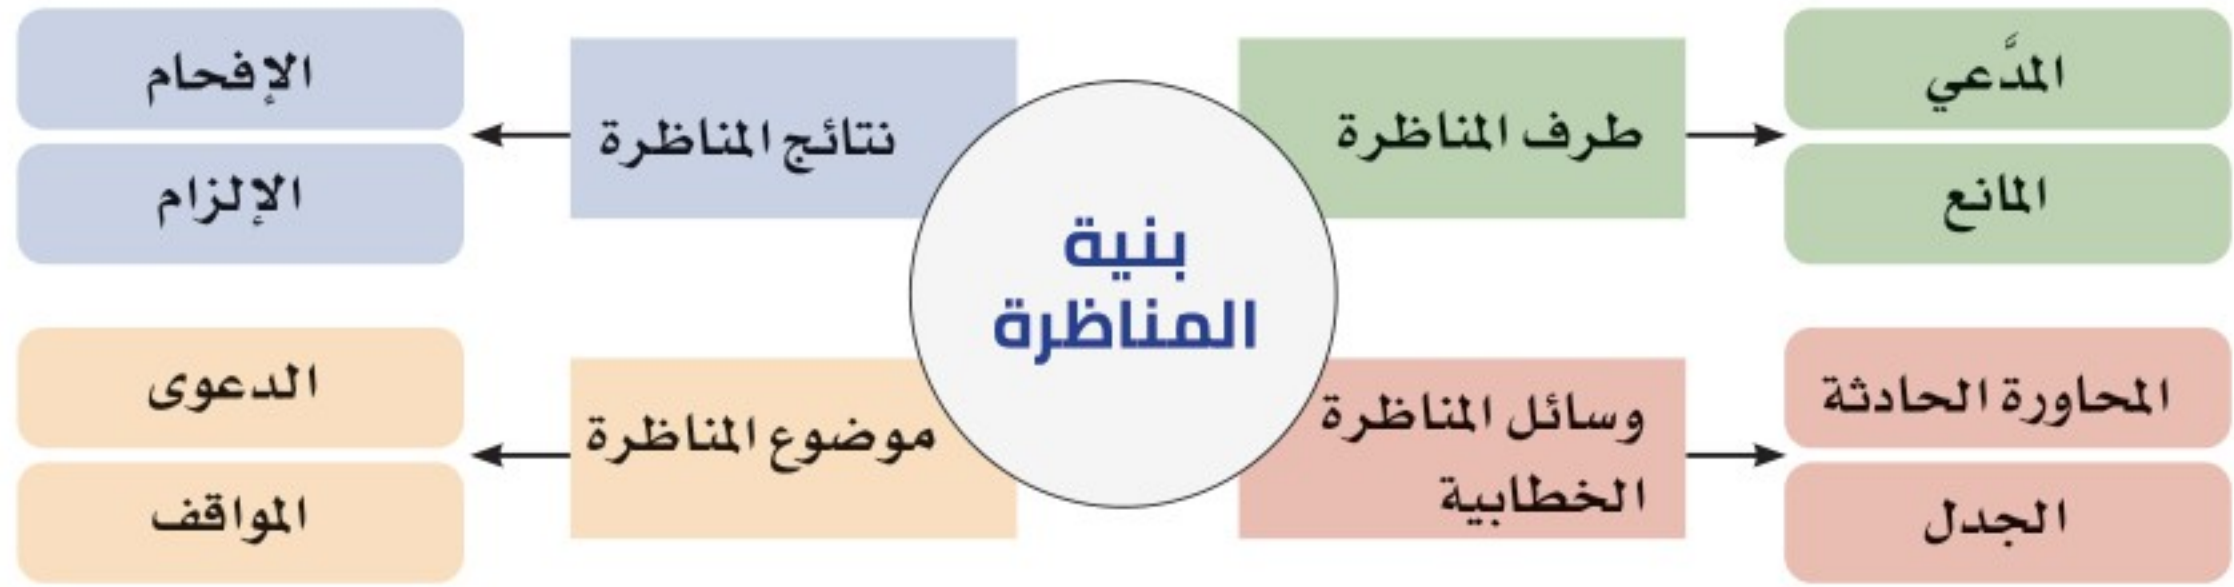 بنية
المناظرة
طرف المناظرة
المدَّعي
المانع
وسائل المناظرة
الخطابية
المحاورة الحادثة
الجدل
نتائج المناظرة
الإفحام
الإلزام
موضوع المناظرة
الدعوى
المواقف